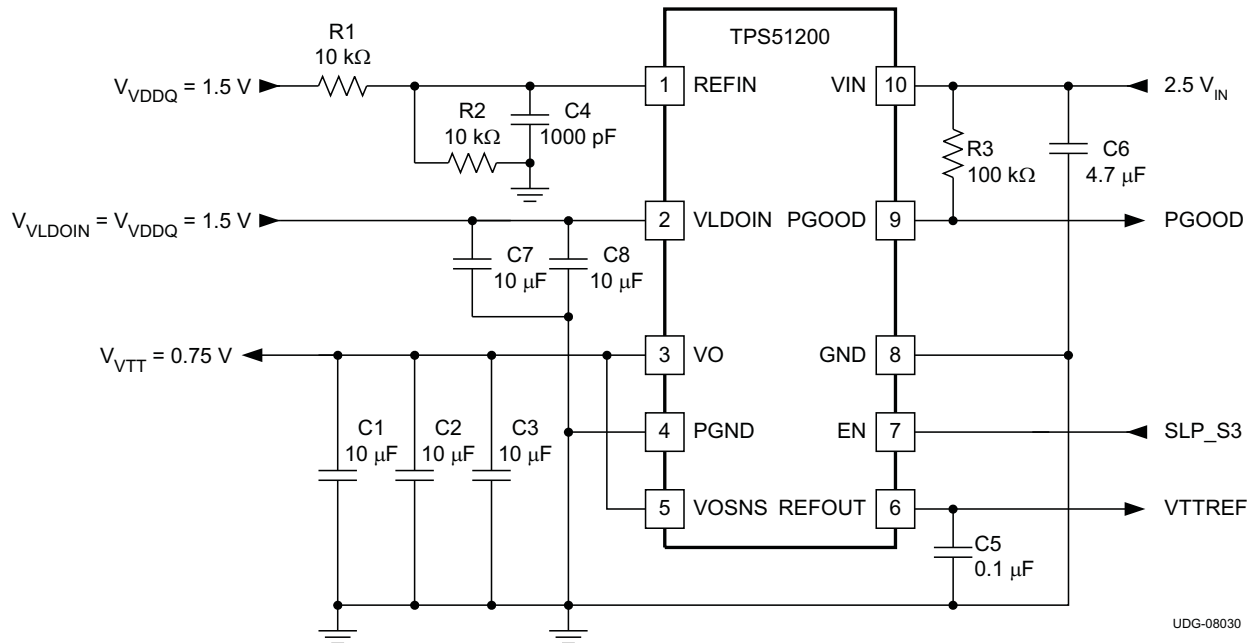 TPS51200
R1
10 kΩ
V_VDDQ = 1.5 V
1
REFIN
VIN
10
2.5 V_IN
R2
10 kΩ
C4
1000 pF
R3
100 kΩ
C6
4.7 μF
V_VLDOIN = V_VDDQ = 1.5 V
2
VLDOIN
PGOOD
9
PGOOD
C7
10 μF
C8
10 μF
V_VTT = 0.75 V
3
VO
GND
8
C1
10 μF
C2
10 μF
C3
10 μF
4
PGND
EN
7
SLP_S3
5
VOSNS
REFOUT
6
VTTREF
C5
0.1 μF
UDG-08030